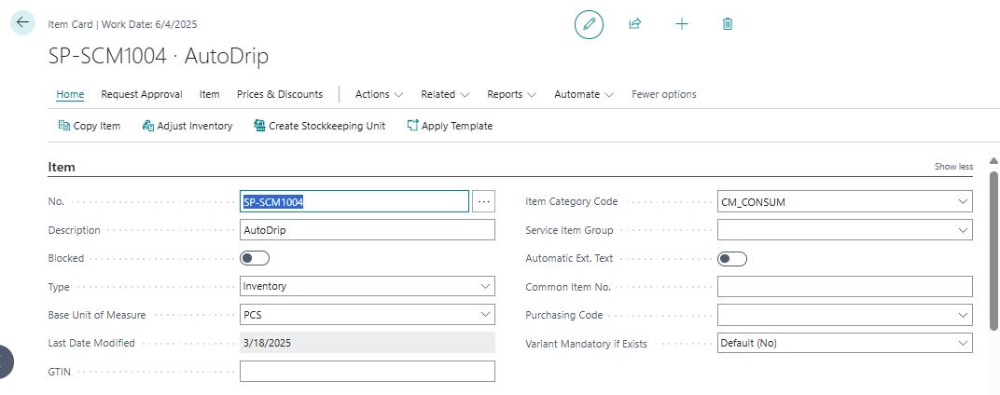 Item Card | Work Date: 6/4/2025
SP-SCM1004 · AutoDrip
Home Request Approval Item Prices & Discounts Actions Related Reports Automate Fewer options
Copy Item Adjust Inventory Create Stockkeeping Unit Apply Template
Item Show less
No. SP-SCM1004 ...
Item Category Code CM_CONSUM
Description AutoDrip
Service Item Group
Blocked
Automatic Ext. Text
Type Inventory
Common Item No.
Base Unit of Measure PCS
Purchasing Code
Last Date Modified 3/18/2025
Variant Mandatory if Exists Default (No)
GTIN